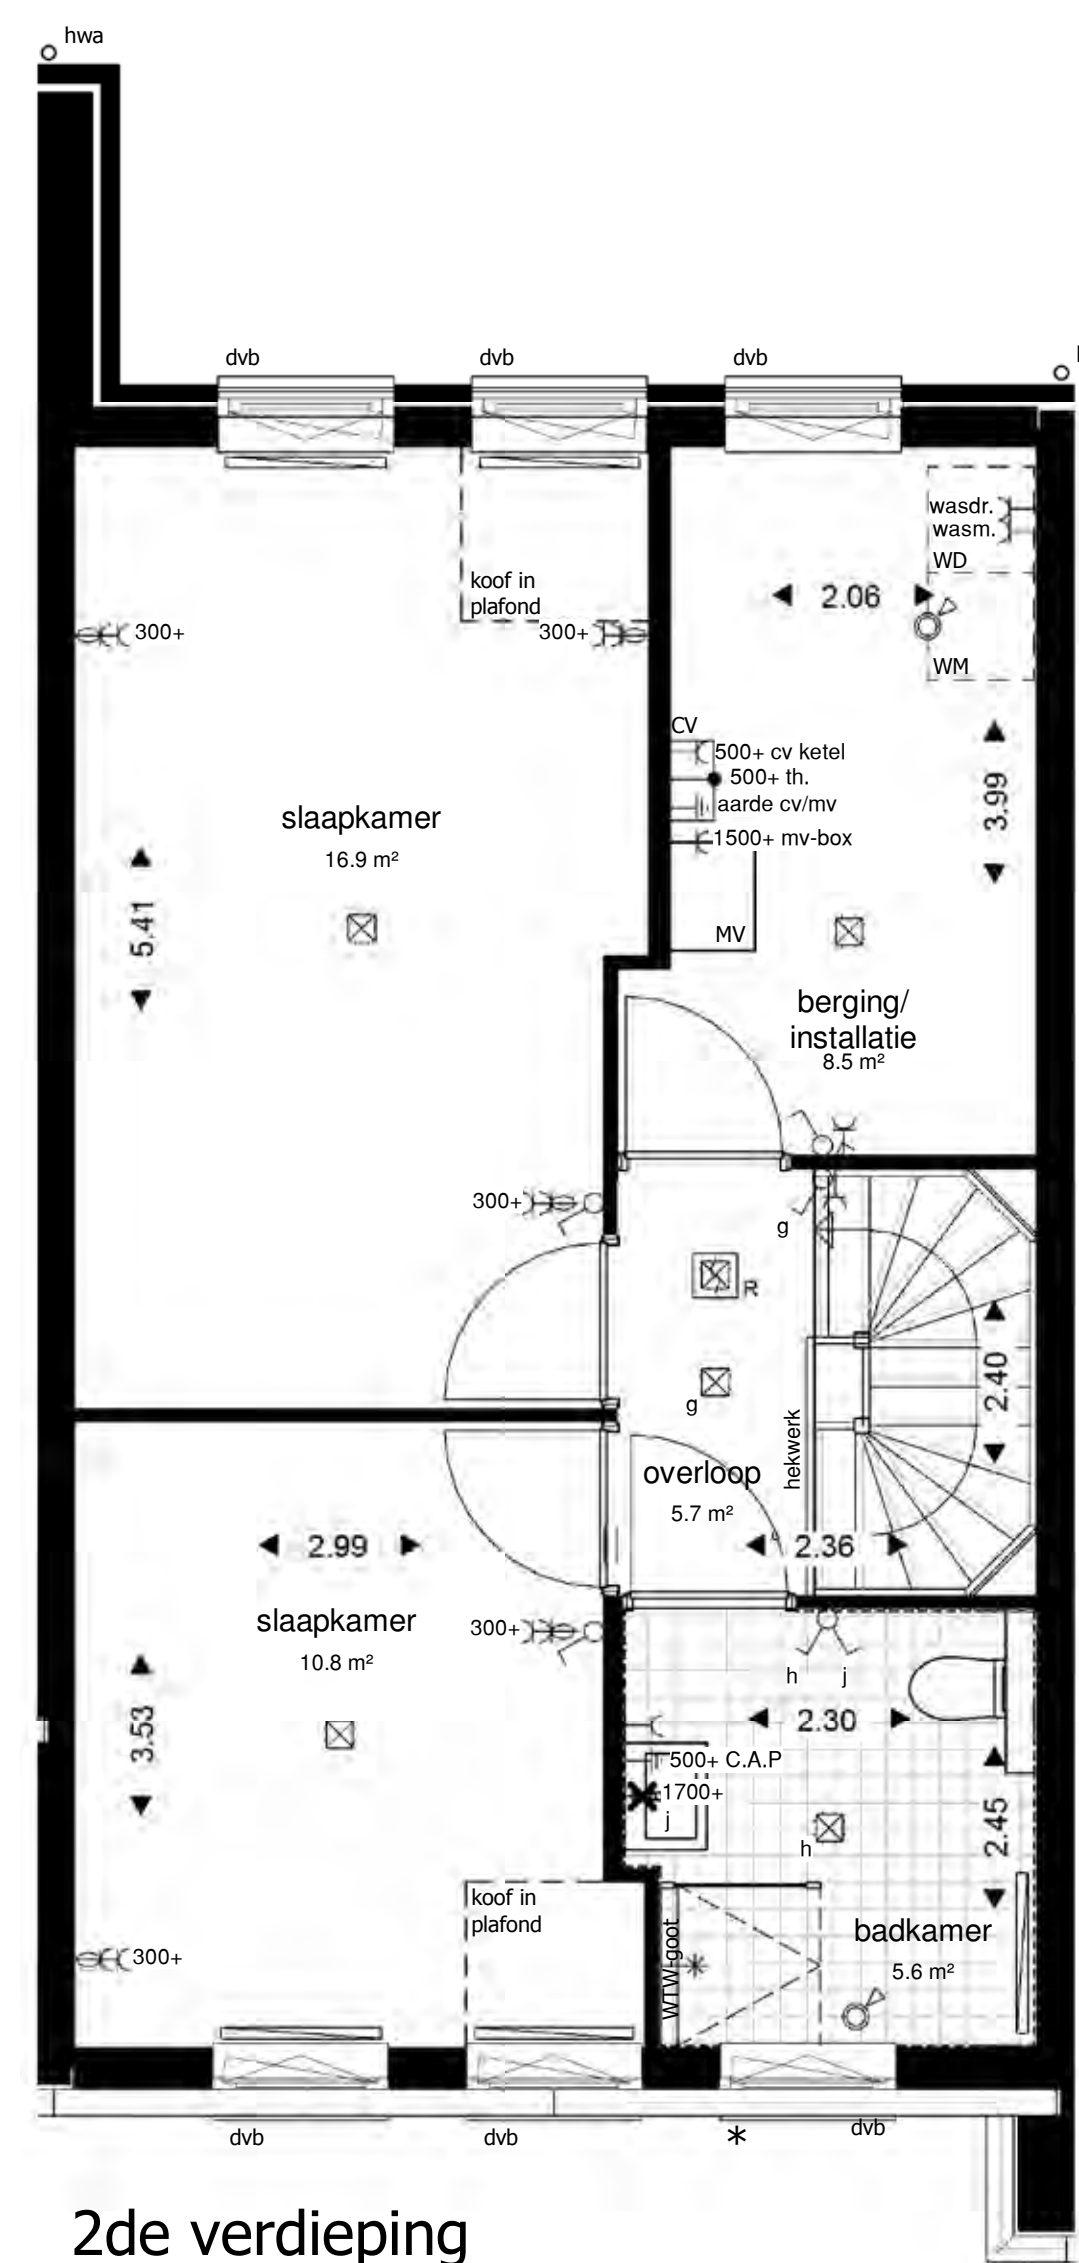 hwa
dvb
dvb
dvb
wasdr.
wasm.
WD
koof in
plafond
2.06
300+
300+
WM
CV
500+ cv ketel
500+ th.
aarde cv/mv
1500+ mv-box
3.99
slaapkamer
16.9 m²
5.41
MV
berging/
installatie
8.5 m²
300+
g
R
g
2.40
hekwerk
overloop
5.7 m²
2.99
2.36
slaapkamer
10.8 m²
300+
h
j
2.30
3.53
500+ C.A.P
1700+
j
h
2.45
koof in
plafond
WTW-goot
badkamer
5.6 m²
300+
dvb
dvb
*
dvb
2de verdieping